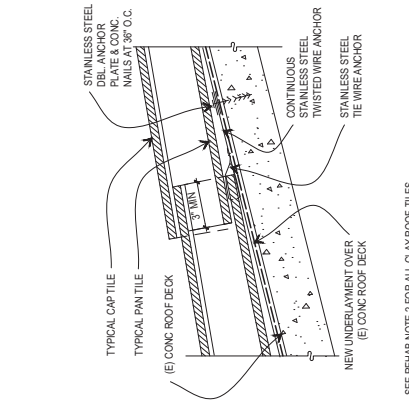 STAINLESS STEEL
DBL. ANCHOR
PLATE & CONC.
NAILS AT 36" O.C.
TYPICAL CAP TILE
TYPICAL PAN TILE
(E) CONC ROOF DECK
3" MIN
CONTINUOUS
STAINLESS STEEL
TWISTED WIRE ANCHOR
STAINLESS STEEL
TIE WIRE ANCHOR
NEW UNDERLAYMENT OVER
(E) CONC ROOF DECK
SEE REHAB NOTE 2 FOR ALL CLAY ROOF TILES